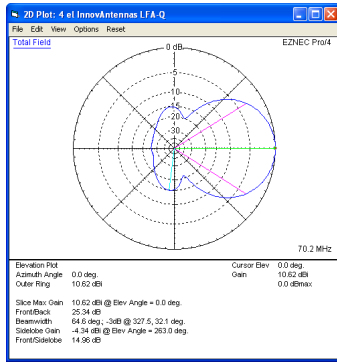 2D Plot: 4 el InnovAntennas LFA-Q
File Edit View Options Reset
Total Field
EZNEC Pro/4
0 dB
-5
-10
-15
-20
-30
70.2 MHz
Elevation Plot
Cursor Elev 0.0 deg.
Azimuth Angle 0.0 deg.
Gain 10.62 dBi
Outer Ring 10.62 dBi
0.0 dBmax
Slice Max Gain 10.62 dBi @ Elev Angle = 0.0 deg.
Front/Back 25.34 dB
Beamwidth 64.6 deg.; -3dB @ 327.5, 32.1 deg.
Sidelobe Gain -4.34 dBi @ Elev Angle = 263.0 deg.
Front/Sidelobe 14.96 dB